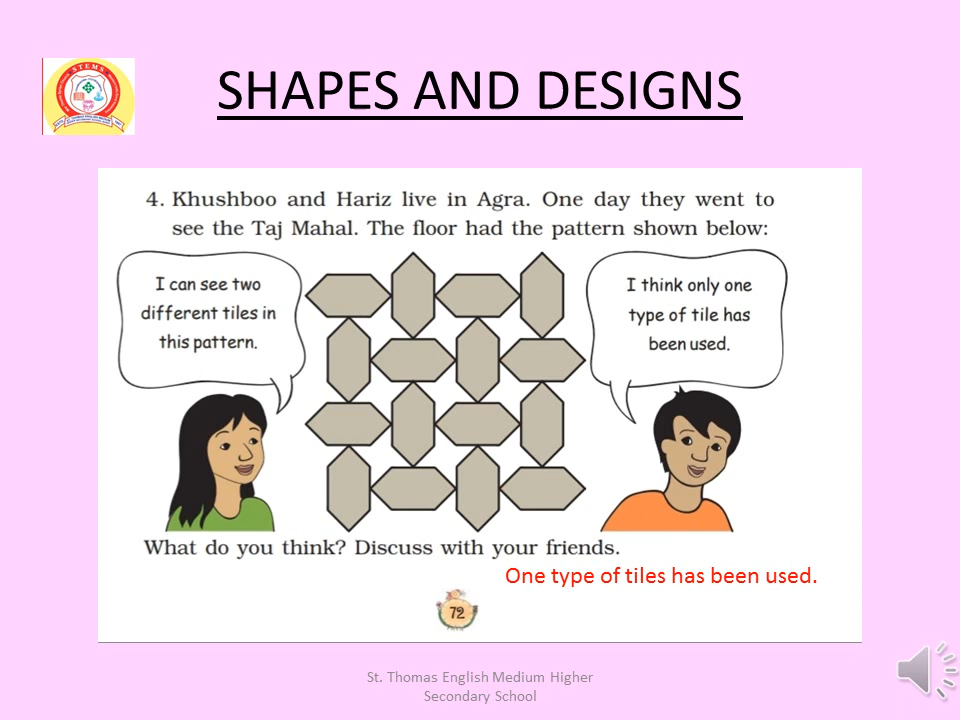 STEMS
SHAPES AND DESIGNS
4. Khushboo and Hariz live in Agra. One day they went to
see the Taj Mahal. The floor had the pattern shown below:
I can see two
different tiles in
this pattern.
I think only one
type of tile has
been used.
What do you think? Discuss with your friends.
One type of tiles has been used.
72
St. Thomas English Medium Higher
Secondary School